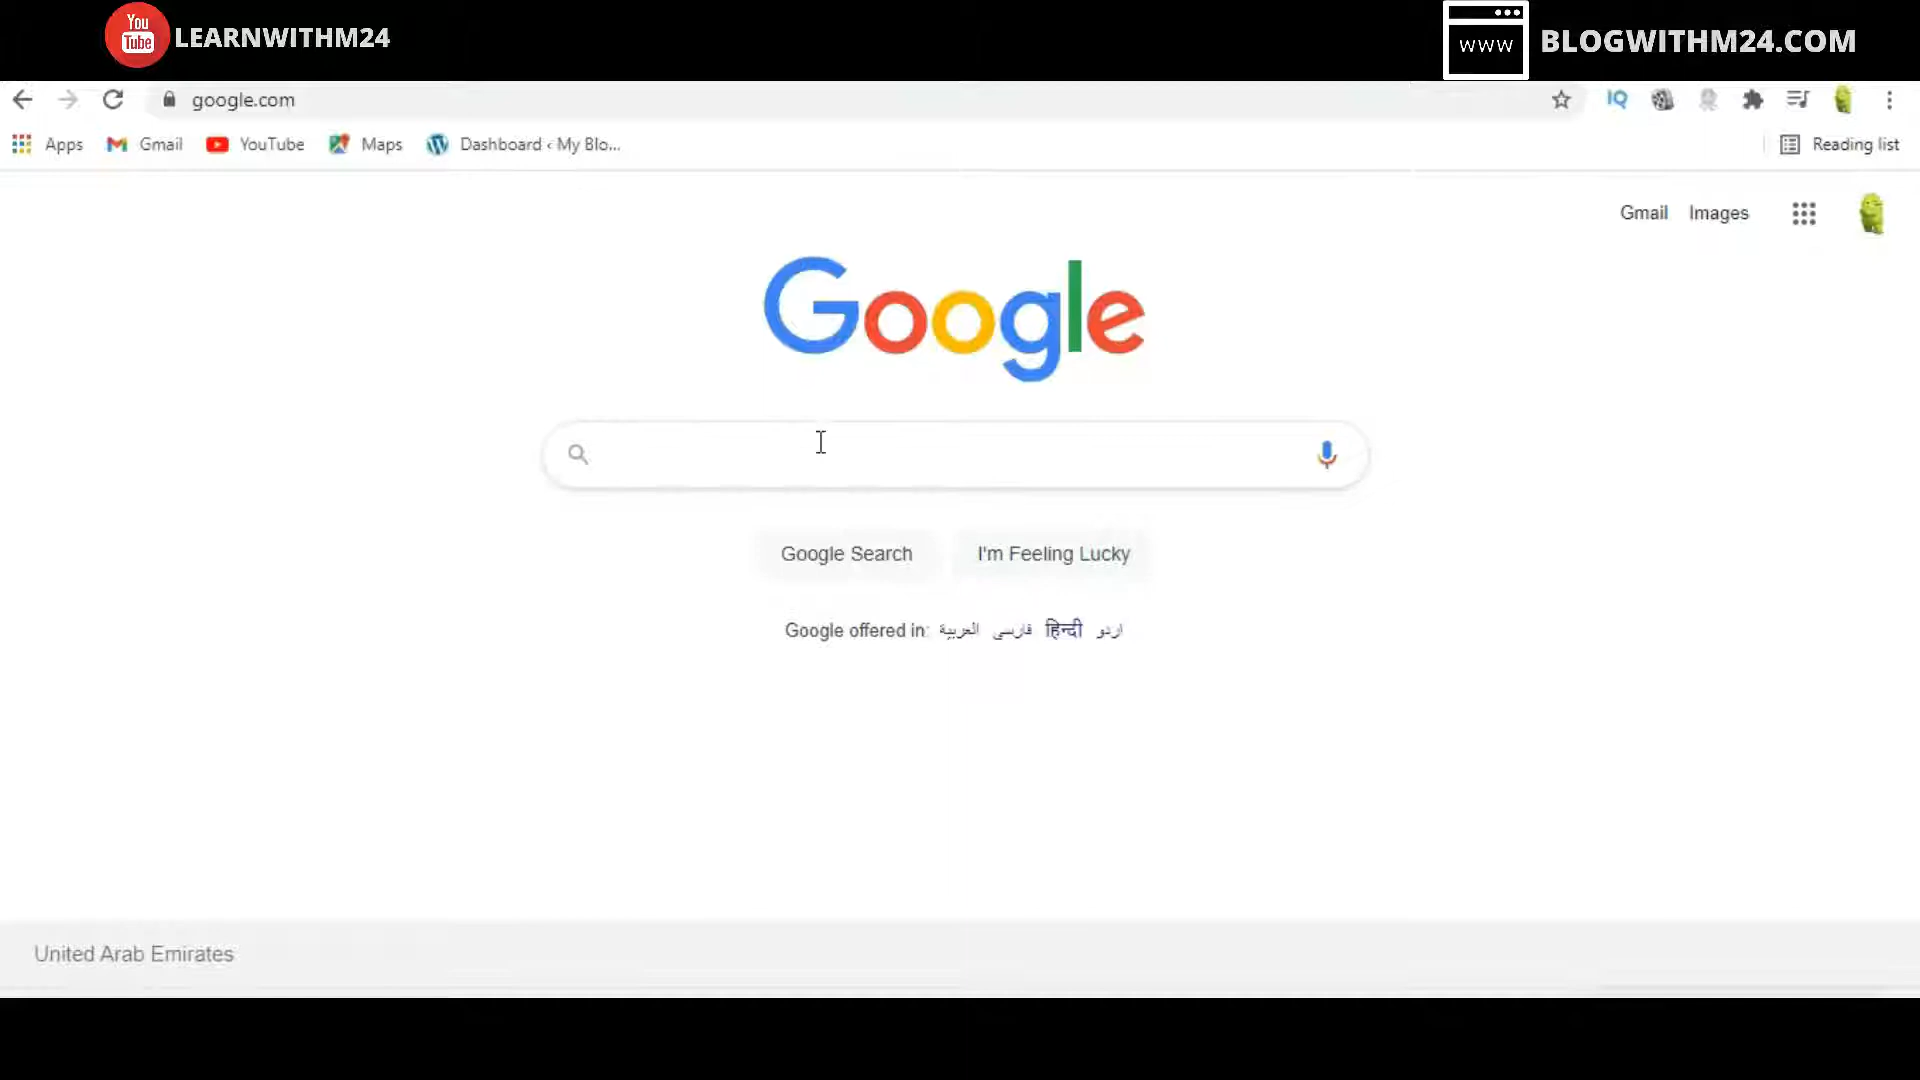 You
Tube
LEARNWITHM24
www
BLOGWITHM24.COM
google.com
IQ
Apps
Gmail
YouTube
Maps
Dashboard ‹ My Blo...
Reading list
Gmail
Images
Google
Google Search
I'm Feeling Lucky
Google offered in: العربية فارسی हिन्दी اردو
United Arab Emirates